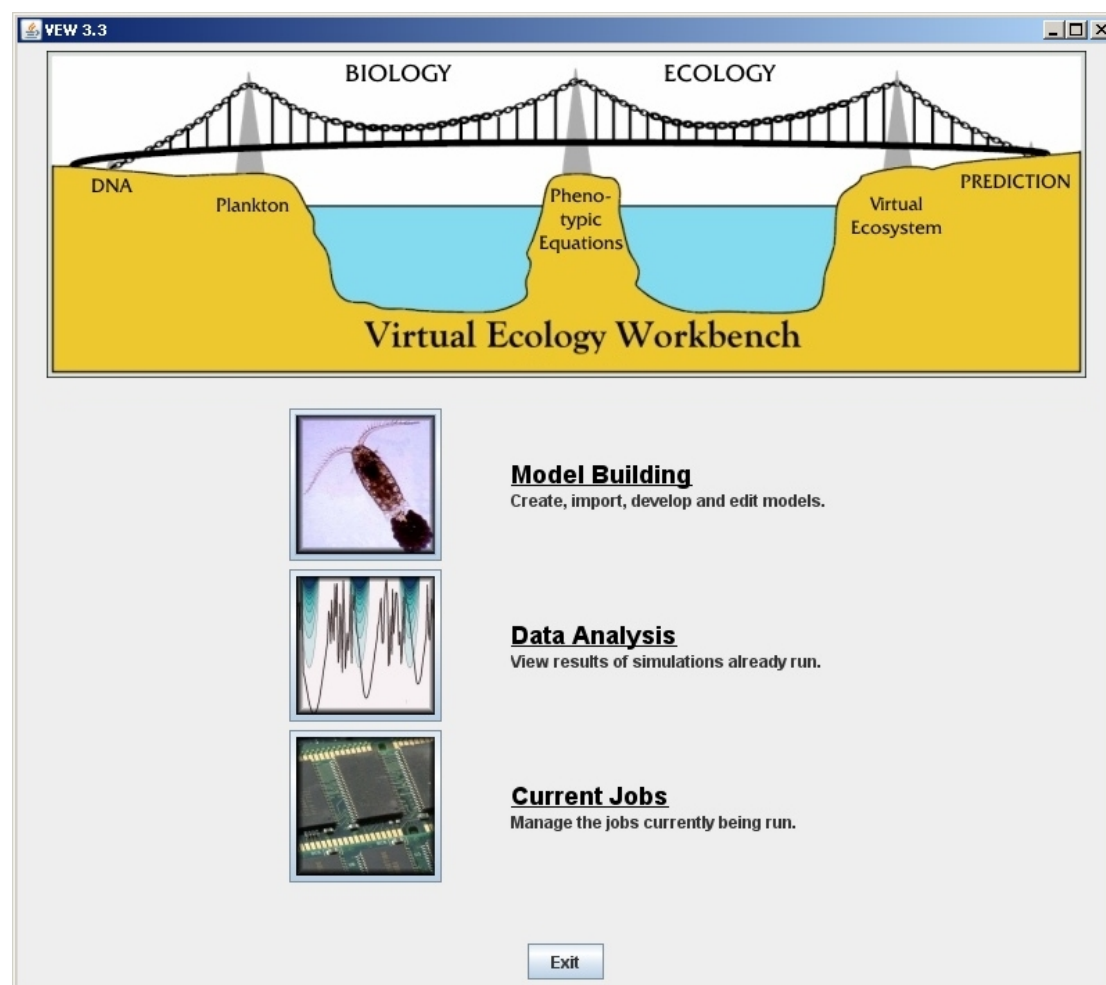 VEW 3.3
BIOLOGY
ECOLOGY
DNA
Plankton
Pheno-
typic
Equations
Virtual
Ecosystem
PREDICTION
Virtual Ecology Workbench
Model Building
Create, import, develop and edit models.
Data Analysis
View results of simulations already run.
Current Jobs
Manage the jobs currently being run.
Exit